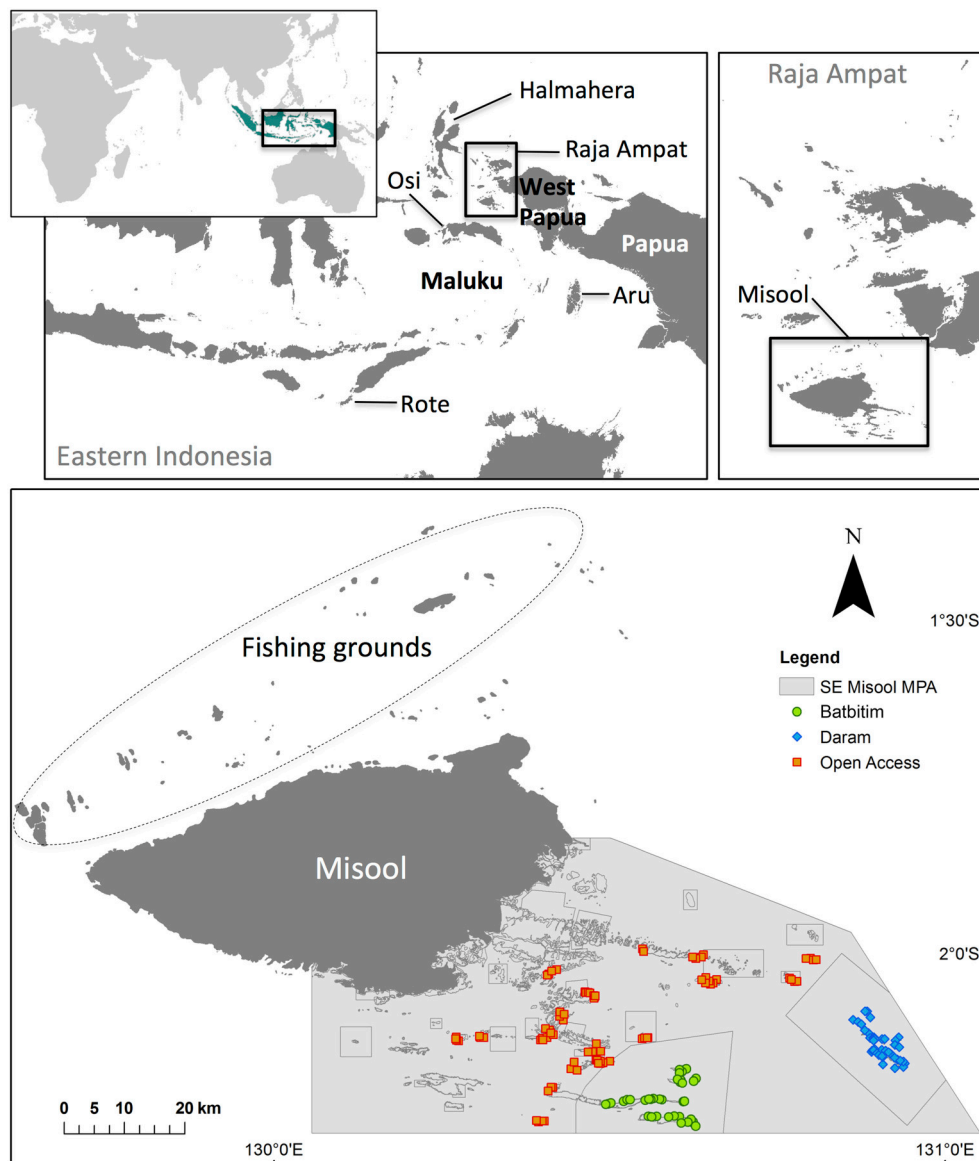 Halmahera
Raja Ampat
Osi
West
Papua
Papua
Maluku
Aru
Rote
Eastern Indonesia
Raja Ampat
Misool
Fishing grounds
N
1°30'S
Legend
SE Misool MPA
Batbitim
Daram
Open Access
Misool
2°0'S
0 5 10 20 km
130°0'E
131°0'E